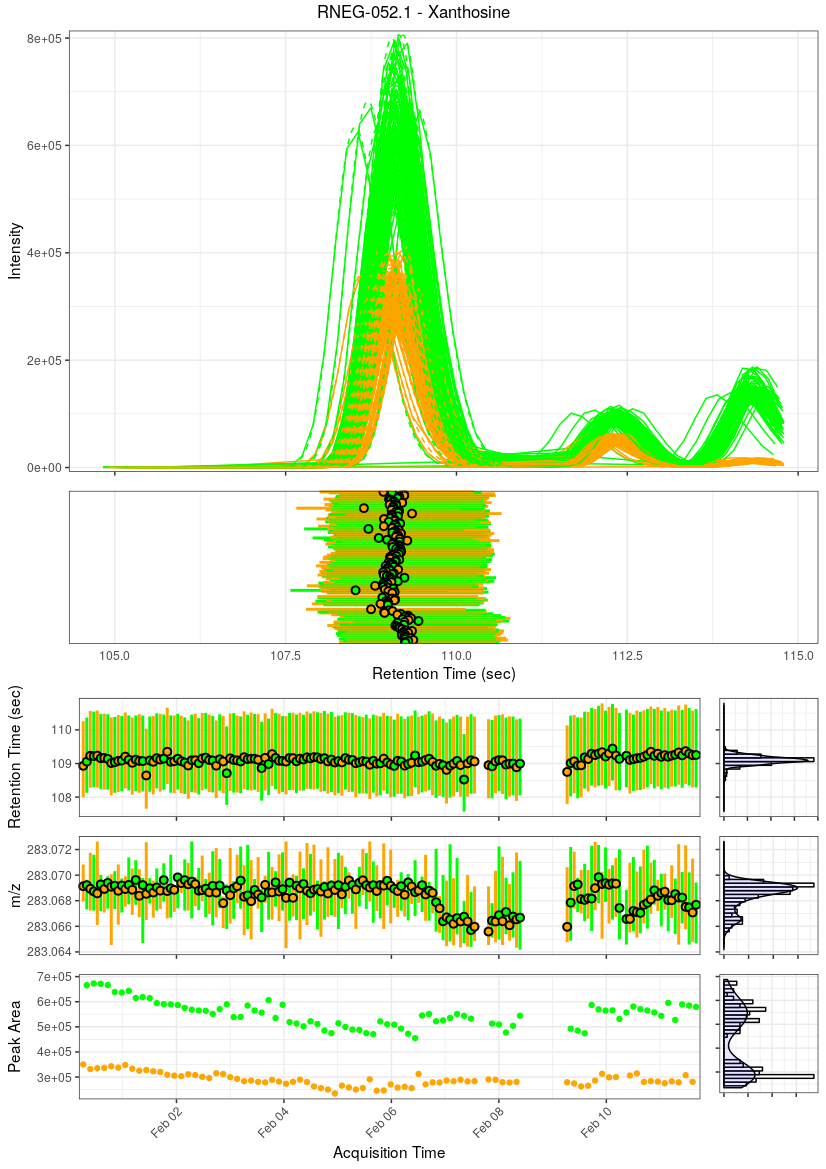 RNEG-052.1 - Xanthosine
8e+05
6e+05
4e+05
2e+05
0e+00
Intensity
105.0 107.5 110.0 112.5 115.0
Retention Time (sec)
Retention Time (sec)
110
109
108
m/z
283.072
283.070
283.068
283.066
283.064
Peak Area
7e+05
6e+05
5e+05
4e+05
3e+05
Feb 02 Feb 04 Feb 06 Feb 08 Feb 10
Acquisition Time